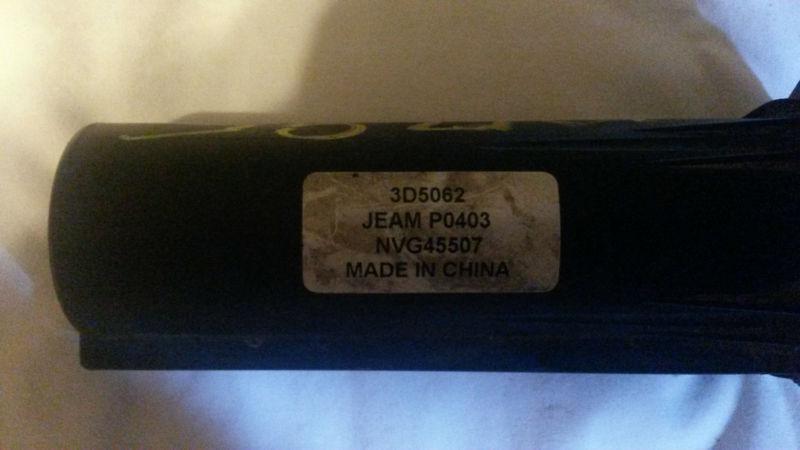 3D5062
JEAM P0403
NVG45507
MADE IN CHINA